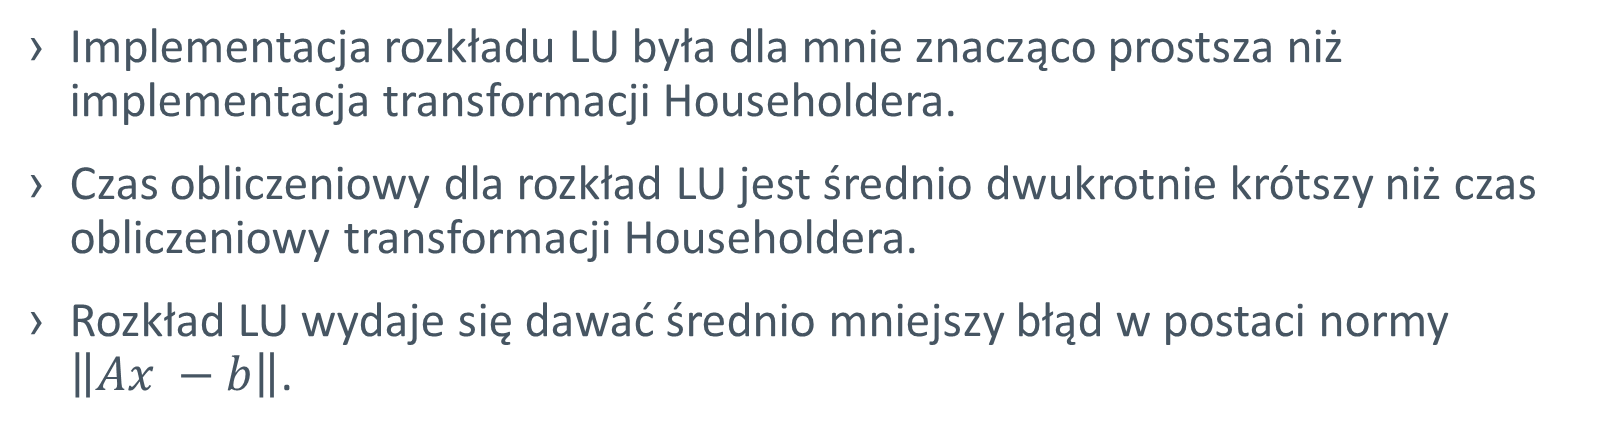 › Implementacja rozkładu LU była dla mnie znacząco prostsza niż
implementacja transformacji Householdera.
› Czas obliczeniowy dla rozkład LU jest średnio dwukrotnie krótszy niż czas
obliczeniowy transformacji Householdera.
› Rozkład LU wydaje się dawać średnio mniejszy błąd w postaci normy
‖Ax − b‖.